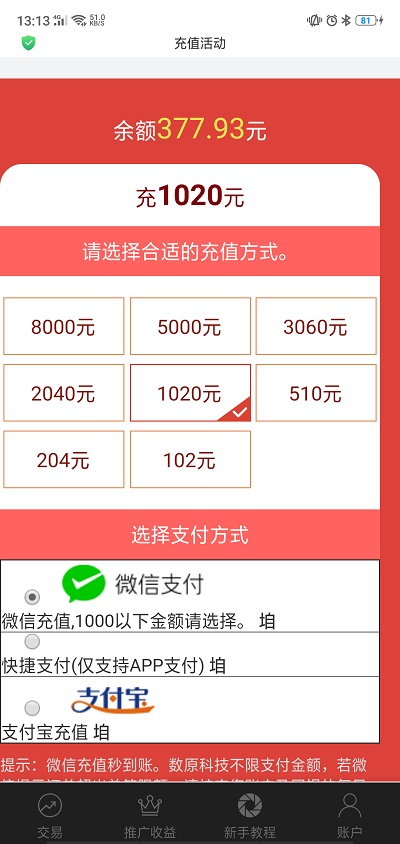 13:13 4G 51.0 KB/S 81
充值活动
余额377.93元
充1020元
请选择合适的充值方式。
8000元 5000元 3060元
2040元 1020元 510元
204元 102元
选择支付方式
微信支付
微信充值,1000以下金额请选择。 垍
快捷支付(仅支持APP支付) 垍
支付宝
支付宝充值 垍
提示：微信充值秒到账。数原科技不限支付金额，若微
交易 推广收益 新手教程 账户